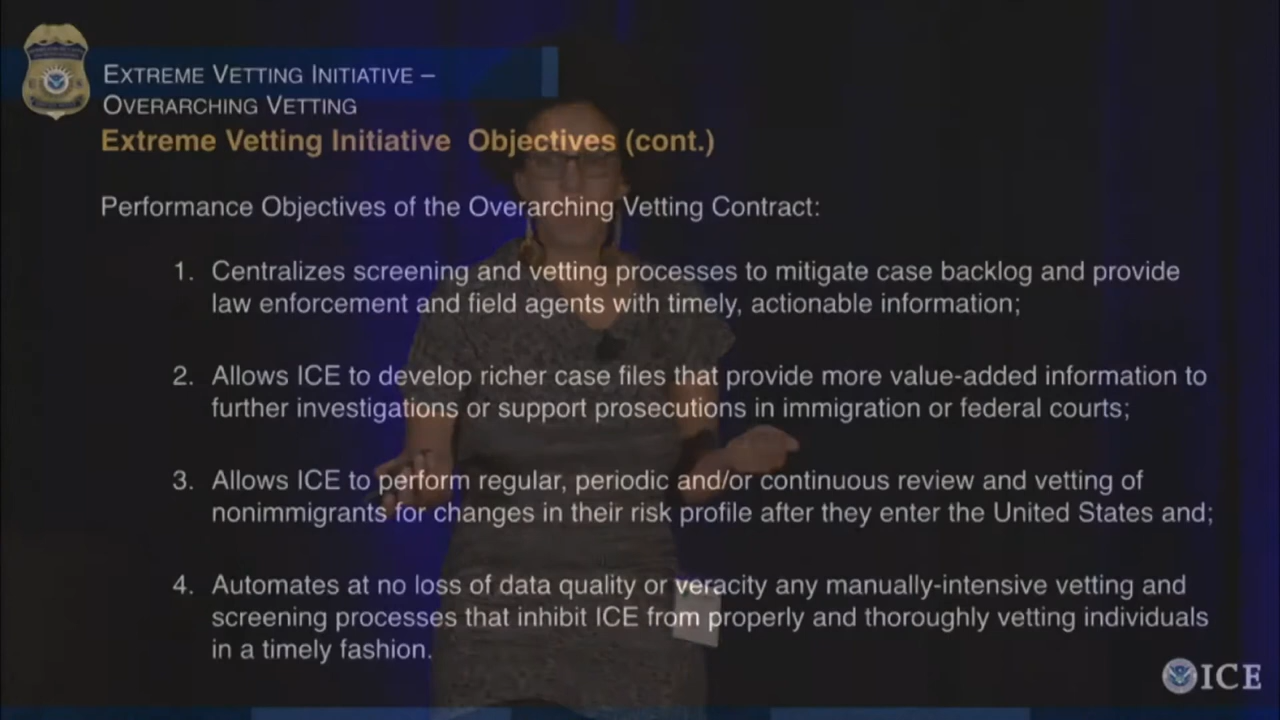 EXTREME VETTING INITIATIVE –
OVERARCHING VETTING
Extreme Vetting Initiative Objectives (cont.)
Performance Objectives of the Overarching Vetting Contract:
1. Centralizes screening and vetting processes to mitigate case backlog and provide
law enforcement and field agents with timely, actionable information;
2. Allows ICE to develop richer case files that provide more value-added information to
further investigations or support prosecutions in immigration or federal courts;
3. Allows ICE to perform regular, periodic and/or continuous review and vetting of
nonimmigrants for changes in their risk profile after they enter the United States and;
4. Automates at no loss of data quality or veracity any manually-intensive vetting and
screening processes that inhibit ICE from properly and thoroughly vetting individuals
in a timely fashion.
ICE